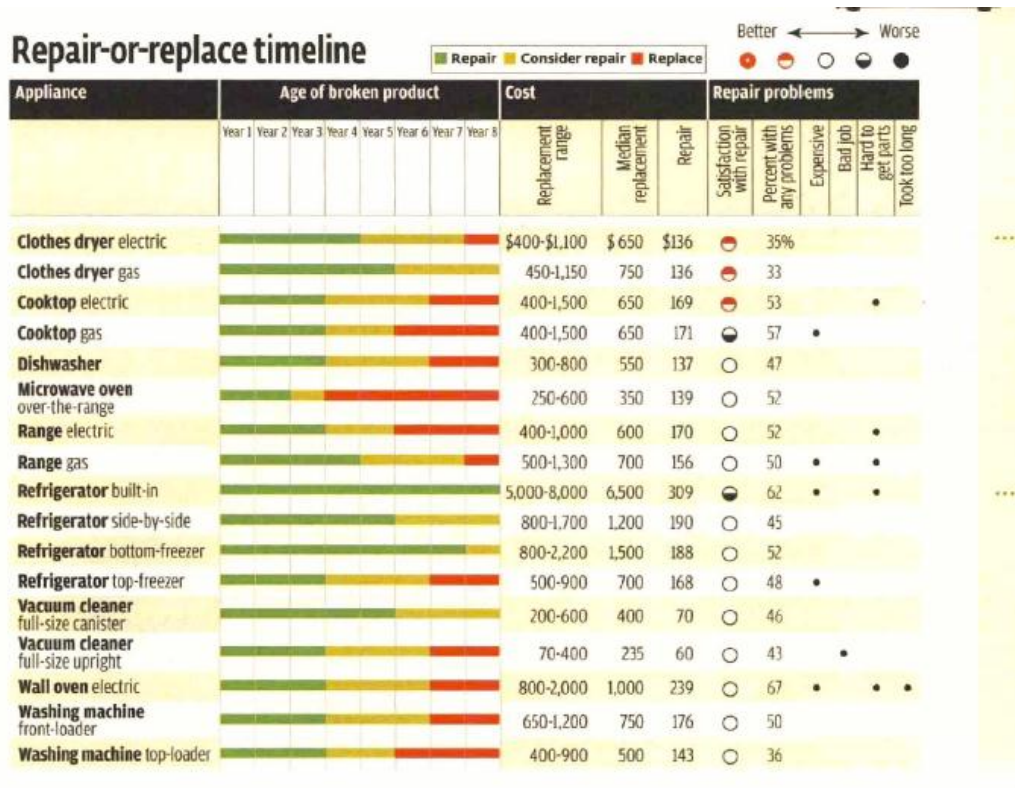 Better Worse
Repair-or-replace timeline
Repair Consider repair Replace
Appliance Age of broken product Cost Repair problems
Year 1 Year 2 Year 3 Year 4 Year 5 Year 6 Year 7 Year 8 Replacement range Median replacement Repair Satisfaction with repair Percent with any problems Expensive Bad job Hard to get parts Took too long
Clothes dryer electric $400-$1,100 $650 $136 35%
Clothes dryer gas 450-1,150 750 136 33
Cooktop electric 400-1,500 650 169 53
Cooktop gas 400-1,500 650 171 57
Dishwasher 300-800 550 137 47
Microwave oven
over-the-range 250-600 350 139 52
Range electric 400-1,000 600 170 52
Range gas 500-1,300 700 156 50
Refrigerator built-in 5,000-8,000 6,500 309 62
Refrigerator side-by-side 800-1,700 1,200 190 45
Refrigerator bottom-freezer 800-2,200 1,500 188 52
Refrigerator top-freezer 500-900 700 168 48
Vacuum cleaner
full-size canister 200-600 400 70 46
Vacuum cleaner
full-size upright 70-400 235 60 43
Wall oven electric 800-2,000 1,000 239 67
Washing machine
front-loader 650-1,200 750 176 50
Washing machine top-loader 400-900 500 143 36